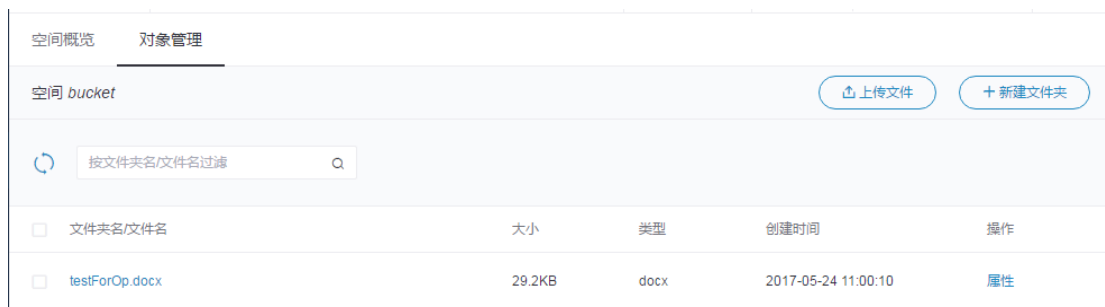 空间概览 对象管理
空间 bucket 上传文件 新建文件夹
按文件夹名/文件名过滤
文件夹名/文件名 大小 类型 创建时间 操作
testForOp.docx 29.2KB docx 2017-05-24 11:00:10 属性